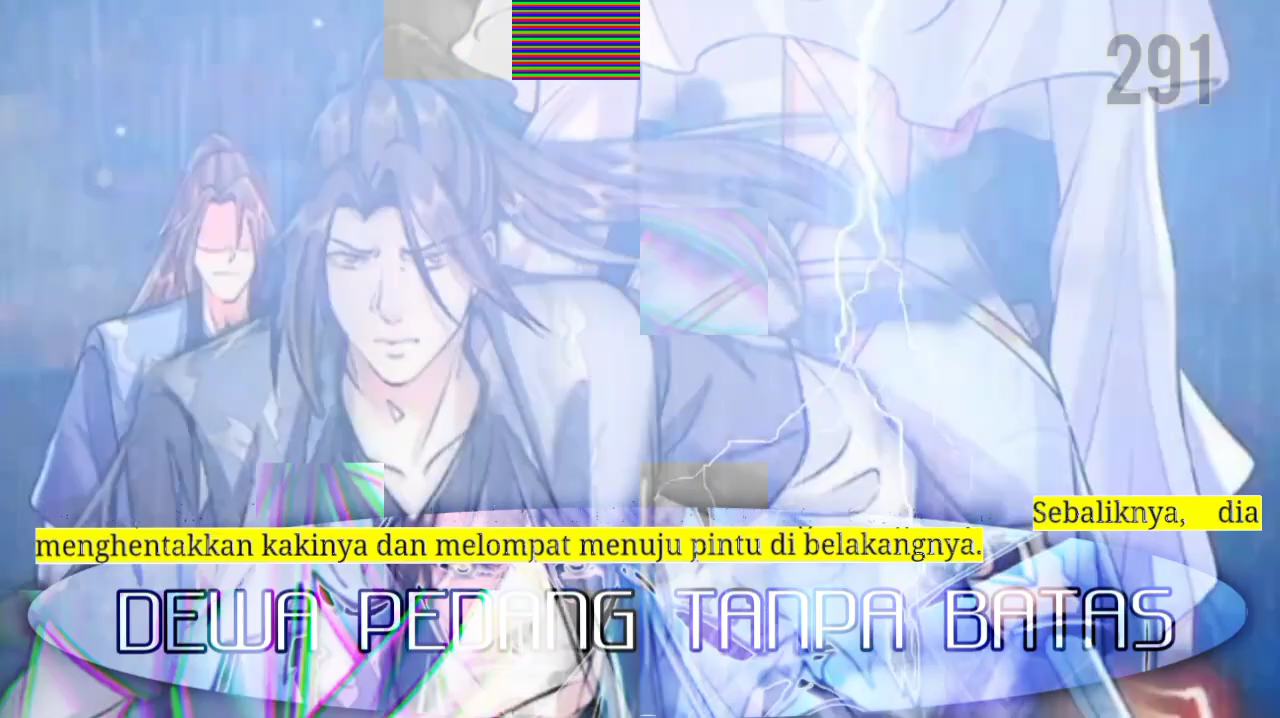 291
Sebaliknya, dia
menghentakkan kakinya dan melompat menuju pintu di belakangnya.
DEWA PEDANG TANPA BATAS